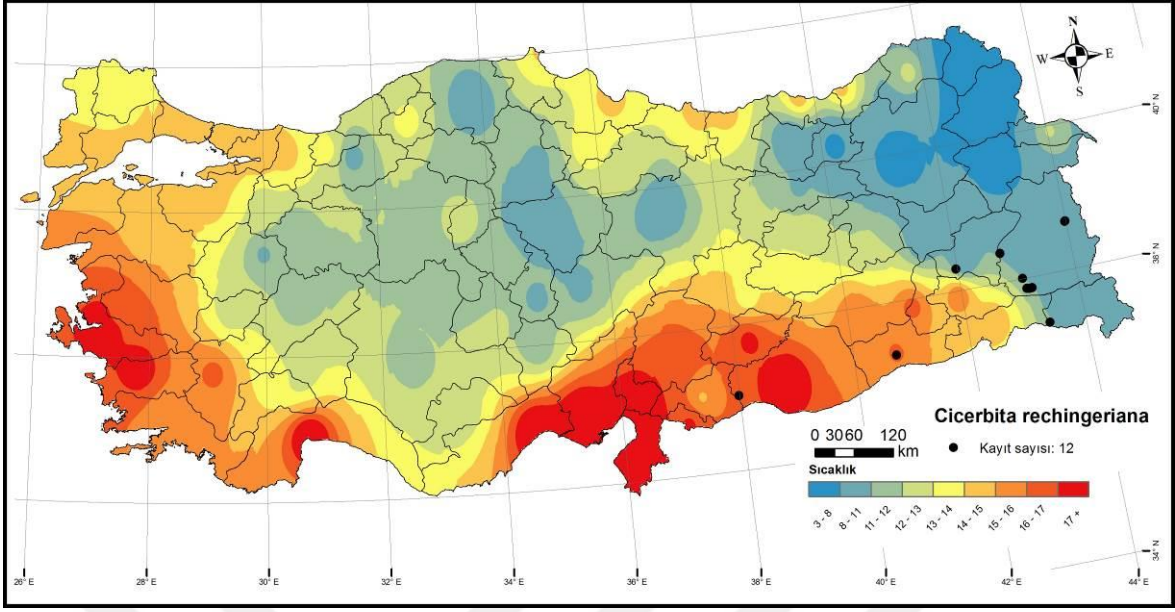 N
W E
S
40° N
38° N
34° N
Cicerbita rechingeriana
0 30 60 120
km
Kayıt sayısı: 12
Sıcaklık
3 - 8
8 - 11
11 - 12
12 - 13
13 - 14
14 - 15
15 - 16
16 - 17
17 +
26° E
28° E
30° E
32° E
34° E
36° E
38° E
40° E
42° E
44° E